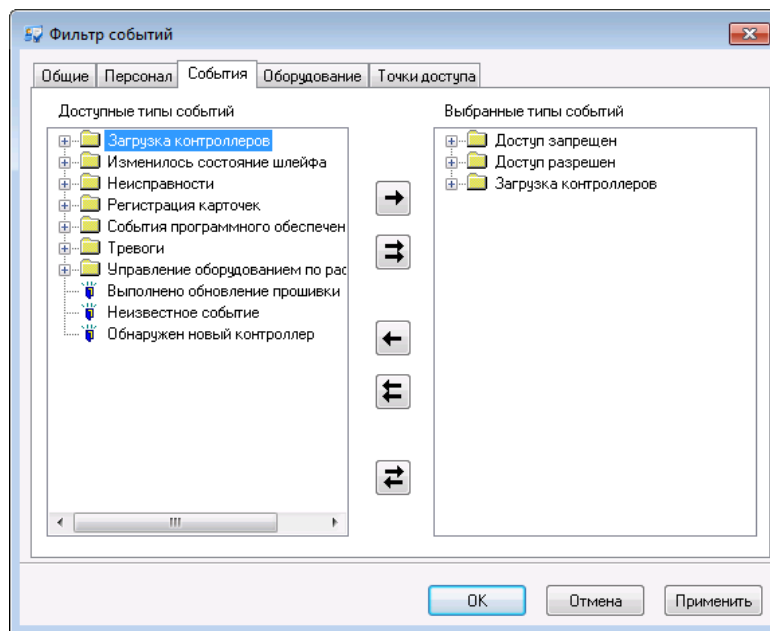 Фильтр событий
Общие Персонал События Оборудование Точки доступа
Доступные типы событий
Загрузка контроллеров
Изменилось состояние шлейфа
Неисправности
Регистрация карточек
События программного обеспечен
Тревоги
Управление оборудованием по рас
Выполнено обновление прошивки
Неизвестное событие
Обнаружен новый контроллер
Выбранные типы событий
Доступ запрещен
Доступ разрешен
Загрузка контроллеров
OK Отмена Применить